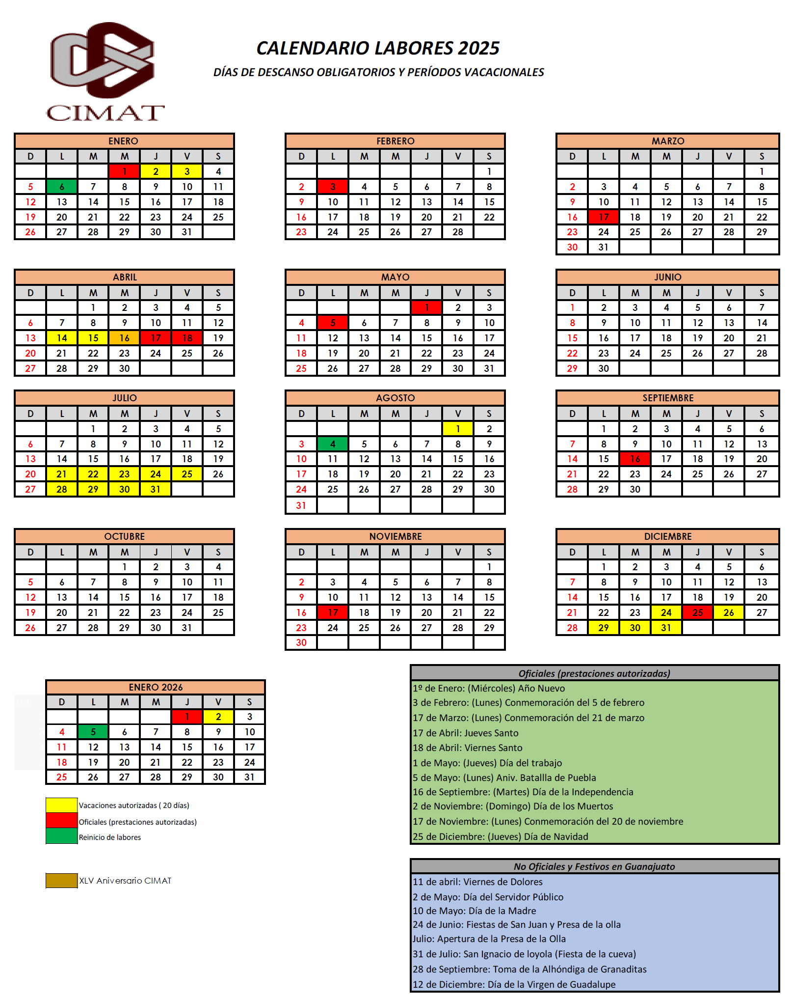 CIMAT
CALENDARIO LABORES 2025
DÍAS DE DESCANSO OBLIGATORIOS Y PERÍODOS VACACIONALES
ENERO
D L M M J V S
1 2 3 4
5 6 7 8 9 10 11
12 13 14 15 16 17 18
19 20 21 22 23 24 25
26 27 28 29 30 31
FEBRERO
D L M M J V S
1
2 3 4 5 6 7 8
9 10 11 12 13 14 15
16 17 18 19 20 21 22
23 24 25 26 27 28
MARZO
D L M M J V S
1
2 3 4 5 6 7 8
9 10 11 12 13 14 15
16 17 18 19 20 21 22
23 24 25 26 27 28 29
30 31
ABRIL
D L M M J V S
1 2 3 4 5
6 7 8 9 10 11 12
13 14 15 16 17 18 19
20 21 22 23 24 25 26
27 28 29 30
MAYO
D L M M J V S
1 2 3
4 5 6 7 8 9 10
11 12 13 14 15 16 17
18 19 20 21 22 23 24
25 26 27 28 29 30 31
JUNIO
D L M M J V S
1 2 3 4 5 6 7
8 9 10 11 12 13 14
15 16 17 18 19 20 21
22 23 24 25 26 27 28
29 30
JULIO
D L M M J V S
1 2 3 4 5
6 7 8 9 10 11 12
13 14 15 16 17 18 19
20 21 22 23 24 25 26
27 28 29 30 31
AGOSTO
D L M M J V S
1 2
3 4 5 6 7 8 9
10 11 12 13 14 15 16
17 18 19 20 21 22 23
24 25 26 27 28 29 30
31
SEPTIEMBRE
D L M M J V S
1 2 3 4 5 6
7 8 9 10 11 12 13
14 15 16 17 18 19 20
21 22 23 24 25 26 27
28 29 30
OCTUBRE
D L M M J V S
1 2 3 4
5 6 7 8 9 10 11
12 13 14 15 16 17 18
19 20 21 22 23 24 25
26 27 28 29 30 31
NOVIEMBRE
D L M M J V S
1
2 3 4 5 6 7 8
9 10 11 12 13 14 15
16 17 18 19 20 21 22
23 24 25 26 27 28 29
30
DICIEMBRE
D L M M J V S
1 2 3 4 5 6
7 8 9 10 11 12 13
14 15 16 17 18 19 20
21 22 23 24 25 26 27
28 29 30 31
ENERO 2026
sm
D L M M J V S
1 2 3
4 5 6 7 8 9 10
11 12 13 14 15 16 17
18 19 20 21 22 23 24
25 26 27 28 29 30 31
Vacaciones autorizadas ( 20 días)
Oficiales (prestaciones autorizadas)
Reinicio de labores
XLV Aniversario CIMAT
Oficiales (prestaciones autorizadas)
1º de Enero: (Miércoles) Año Nuevo
3 de Febrero: (Lunes) Conmemoración del 5 de febrero
17 de Marzo: (Lunes) Conmemoración del 21 de marzo
17 de Abril: Jueves Santo
18 de Abril: Viernes Santo
1 de Mayo: (Jueves) Día del trabajo
5 de Mayo: (Lunes) Aniv. Batallla de Puebla
16 de Septiembre: (Martes) Día de la Independencia
2 de Noviembre: (Domingo) Día de los Muertos
17 de Noviembre: (Lunes) Conmemoración del 20 de noviembre
25 de Diciembre: (Jueves) Día de Navidad
No Oficiales y Festivos en Guanajuato
11 de abril: Viernes de Dolores
2 de Mayo: Día del Servidor Público
10 de Mayo: Día de la Madre
24 de Junio: Fiestas de San Juan y Presa de la olla
Julio: Apertura de la Presa de la Olla
31 de Julio: San Ignacio de loyola (Fiesta de la cueva)
28 de Septiembre: Toma de la Alhóndiga de Granaditas
12 de Diciembre: Día de la Virgen de Guadalupe